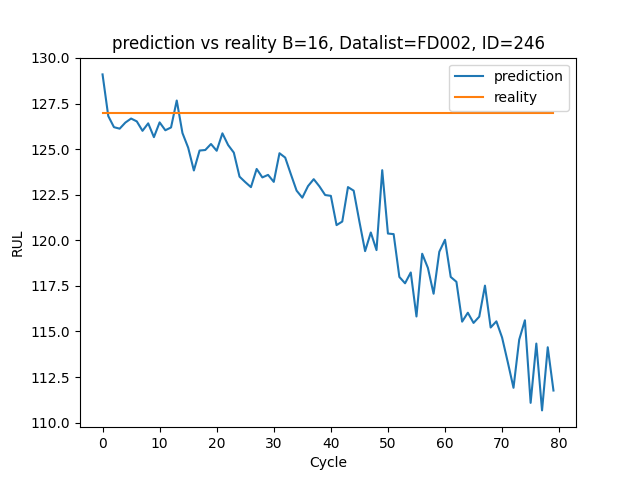 prediction vs reality B=16, Datalist=FD002, ID=246
prediction
reality
130.0
127.5
125.0
122.5
120.0
117.5
115.0
112.5
110.0
RUL
0 10 20 30 40 50 60 70 80
Cycle